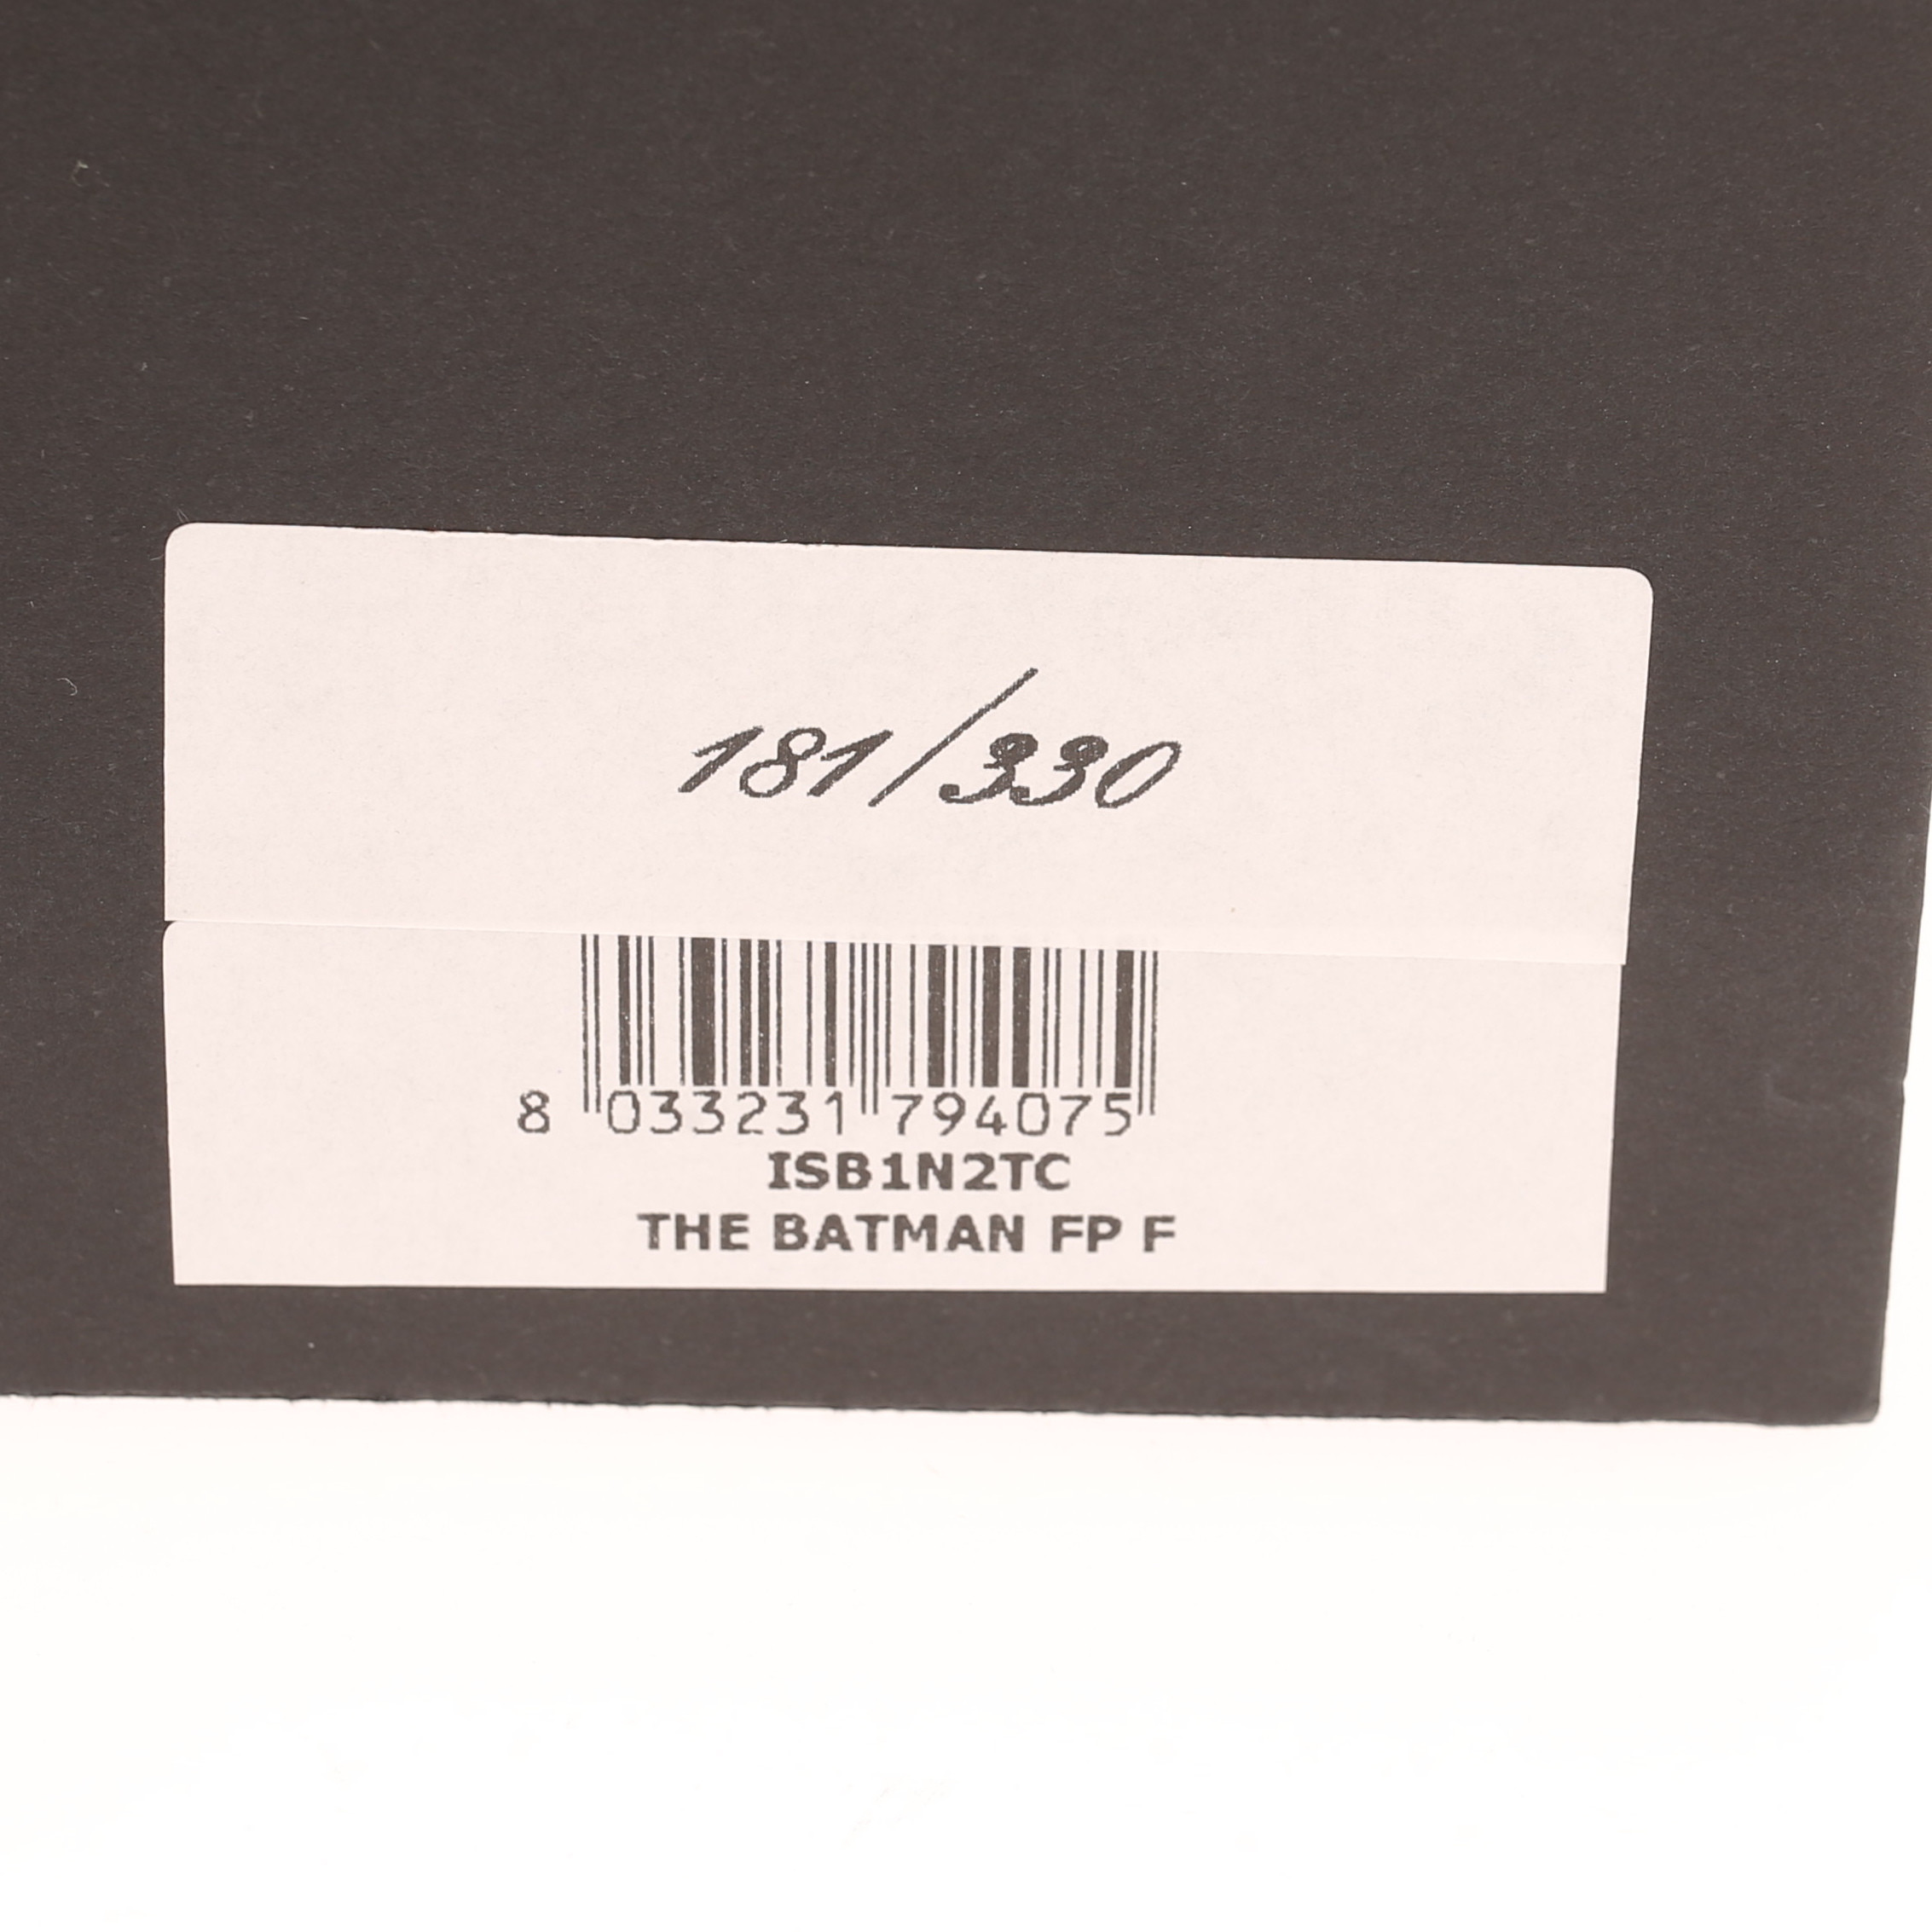 181/330
8 033231 794075
ISB1N2TC
THE BATMAN FP F